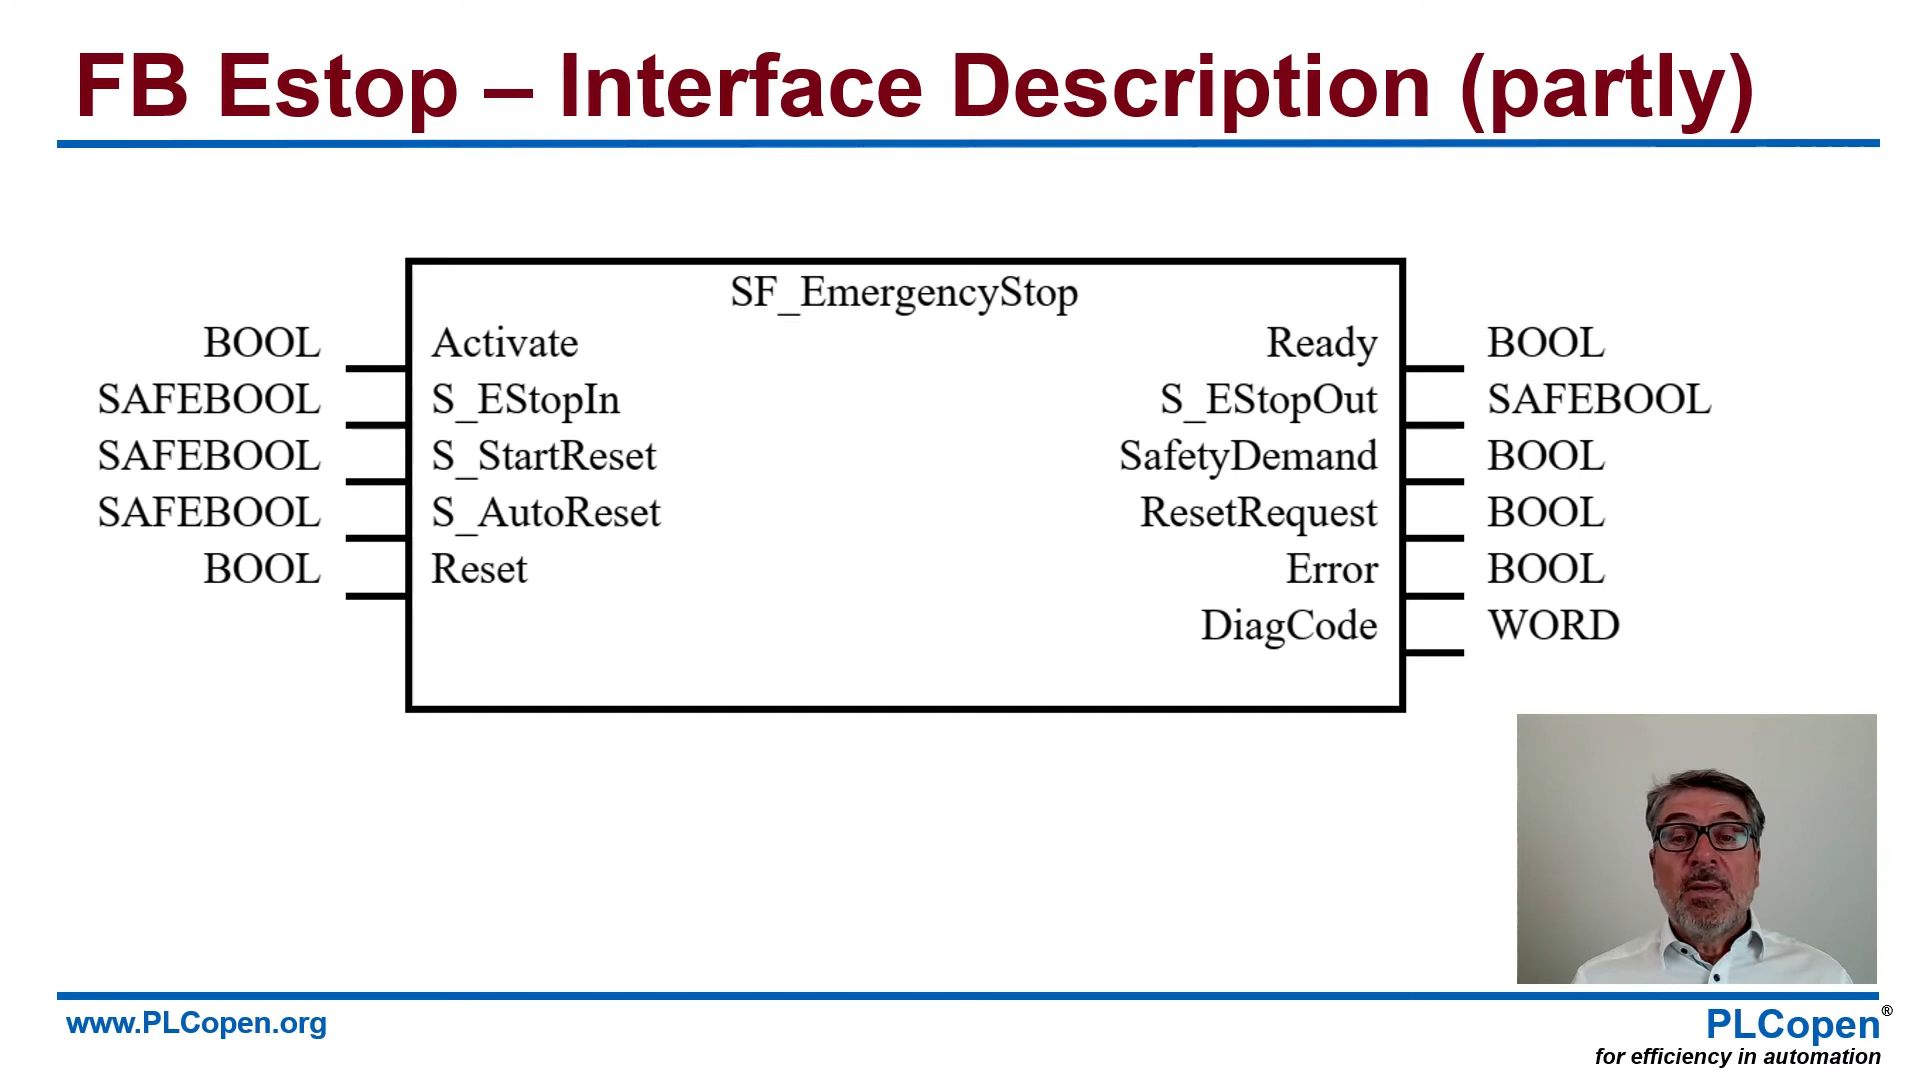 FB Estop – Interface Description (partly)
SF_EmergencyStop
BOOL Activate Ready BOOL
SAFEBOOL S_EStopIn S_EStopOut SAFEBOOL
SAFEBOOL S_StartReset SafetyDemand BOOL
SAFEBOOL S_AutoReset ResetRequest BOOL
BOOL Reset Error BOOL
DiagCode WORD
www.PLCopen.org
PLCopen®
for efficiency in automation